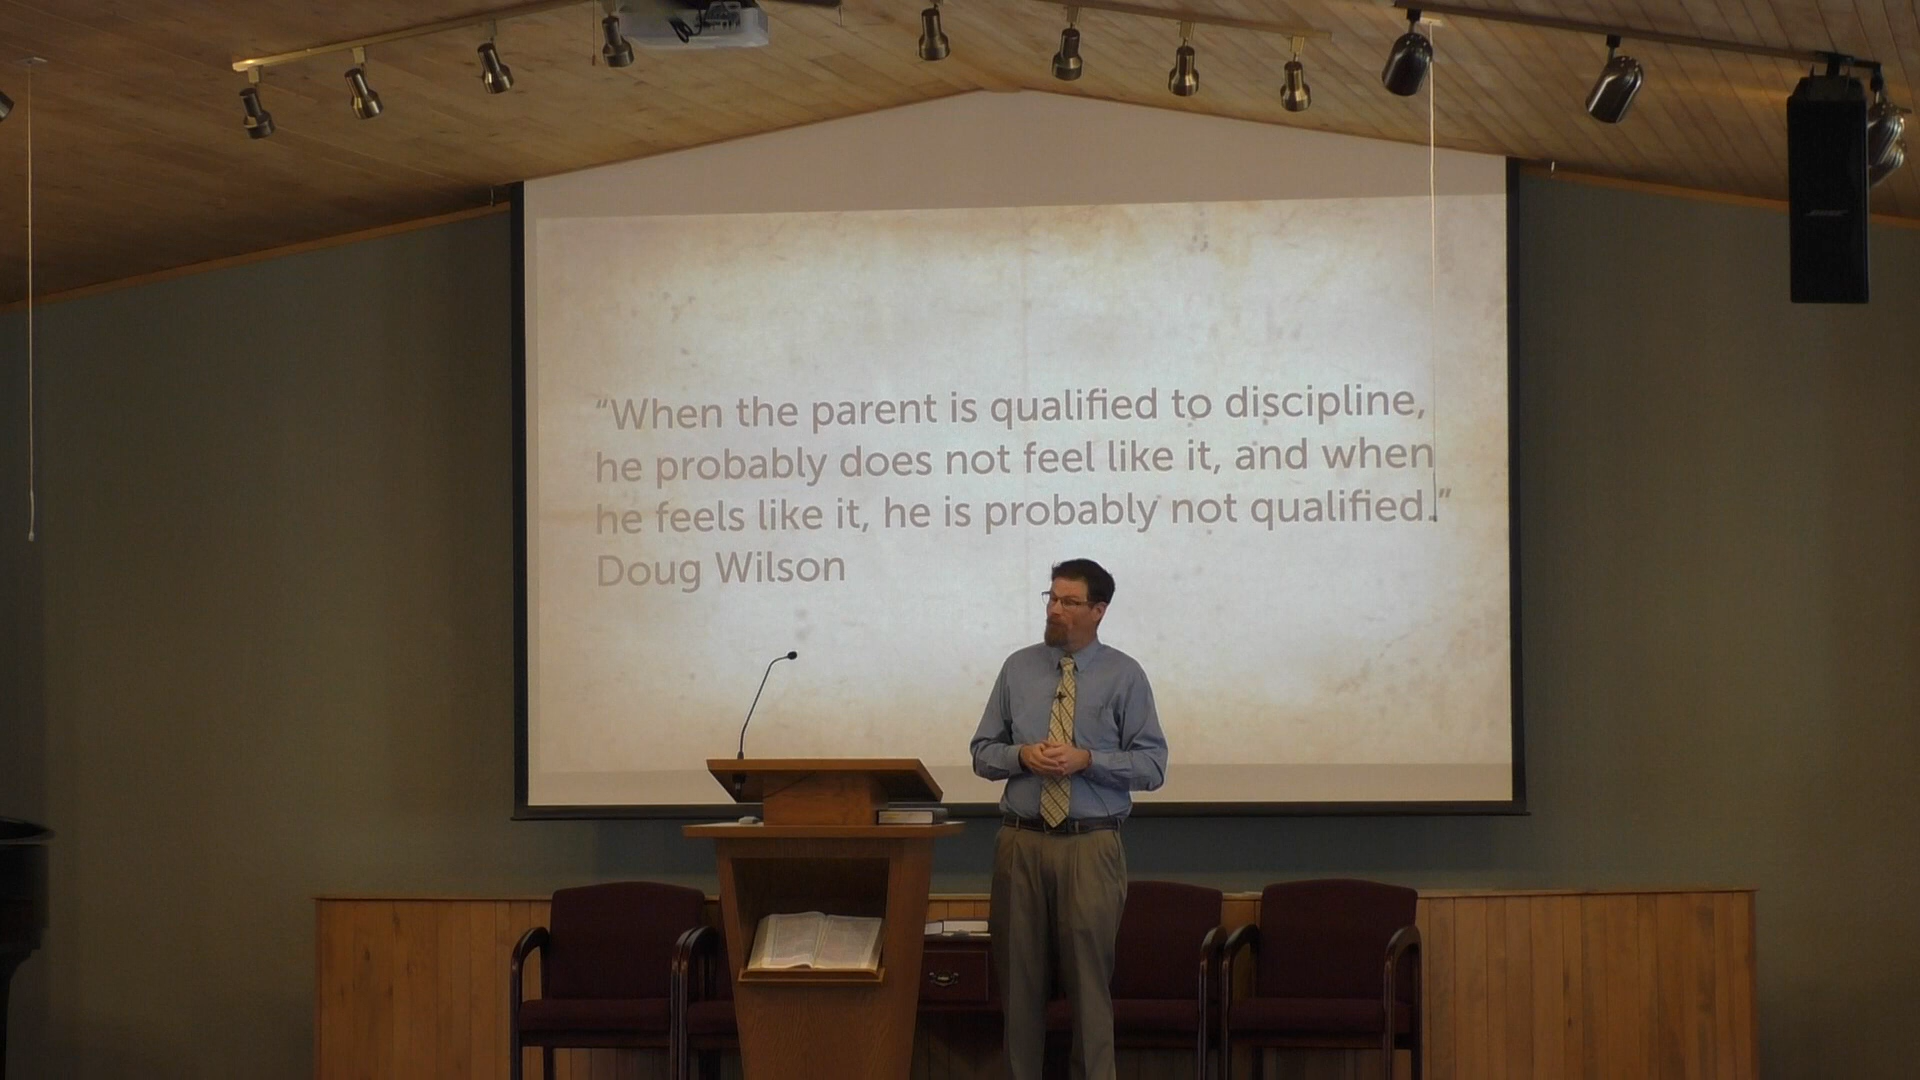 “When the parent is qualified to discipline,
he probably does not feel like it, and when
he feels like it, he is probably not qualified.”
Doug Wilson